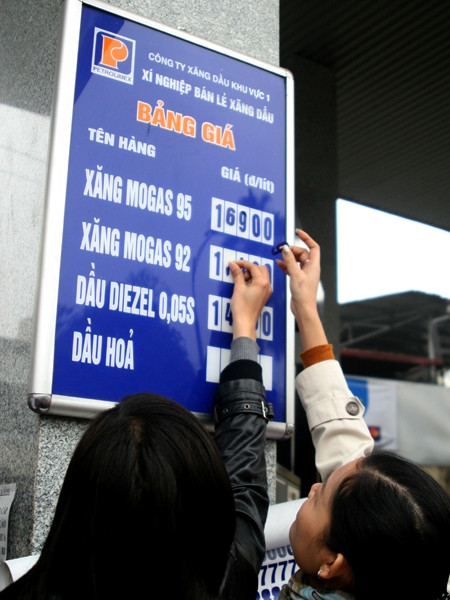 PETROLIMEX
CÔNG TY XĂNG DẦU KHU VỰC 1
XÍ NGHIỆP BÁN LẺ XĂNG DẦU
BẢNG GIÁ
TÊN HÀNG GIÁ (đ/lít)
XĂNG MOGAS 95 16900
XĂNG MOGAS 92
DẦU DIEZEL 0,05S
DẦU HOẢ